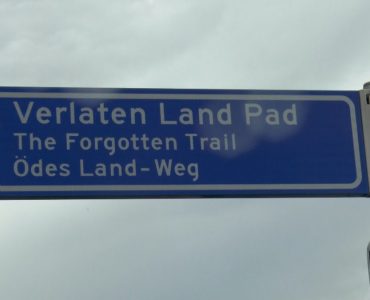 Verlaten Land Pad
The Forgotten Trail
Ödes Land-Weg